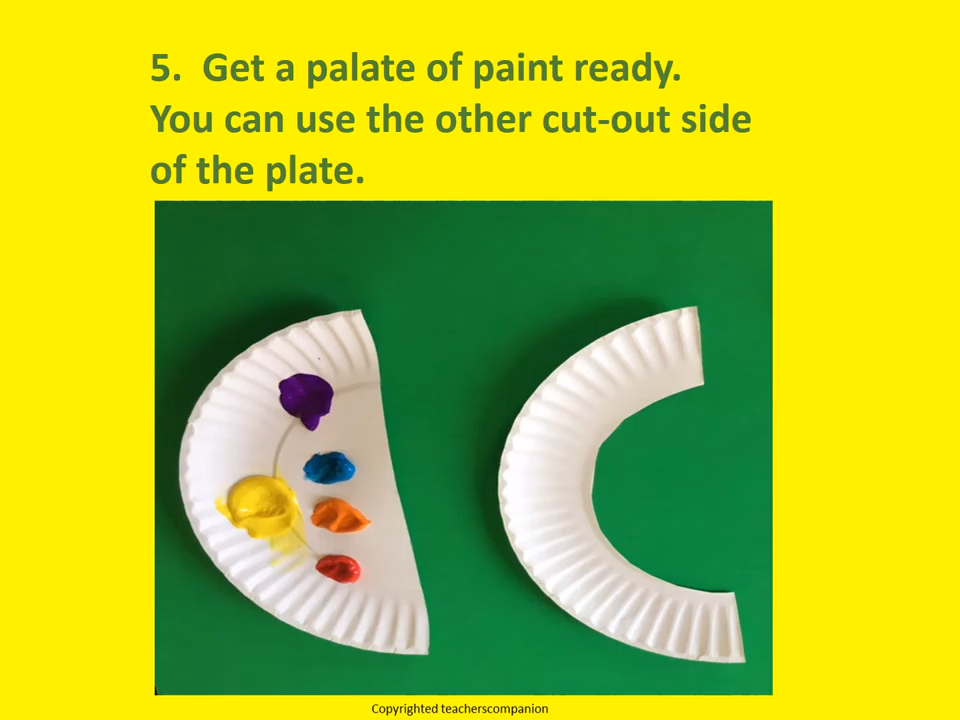 5. Get a palate of paint ready.
You can use the other cut-out side
of the plate.
Copyrighted teacherscompanion